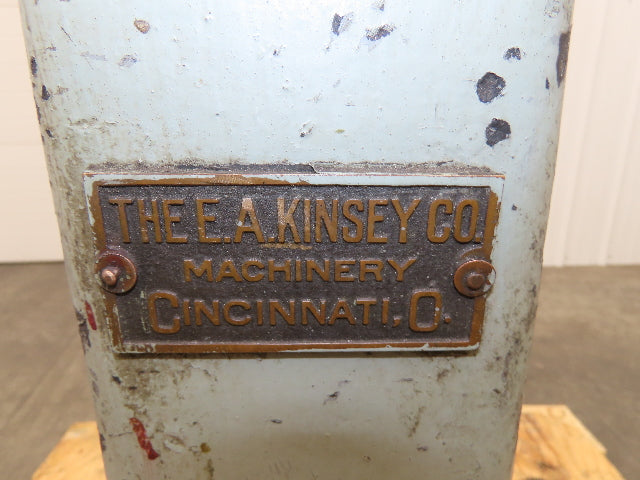 THE E.A. KINSEY CO.
MACHINERY
CINCINNATI, O.